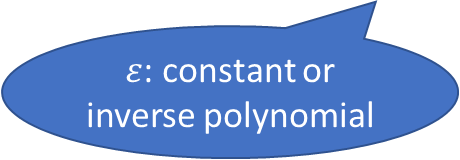 𝜀: constant or
inverse polynomial